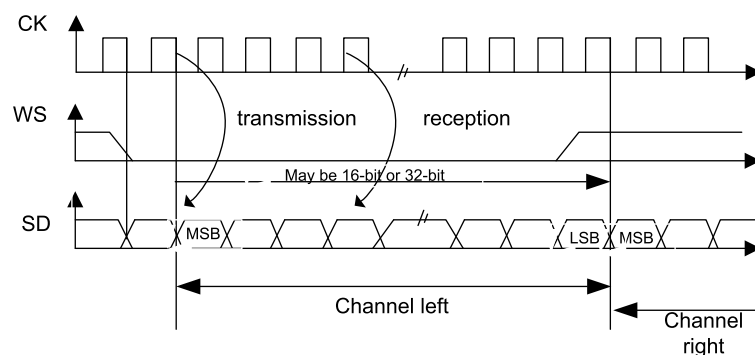 CK
transmission
reception
WS
May be 16-bit or 32-bit
SD
MSB
LSB
MSB
Channel left
Channel
right